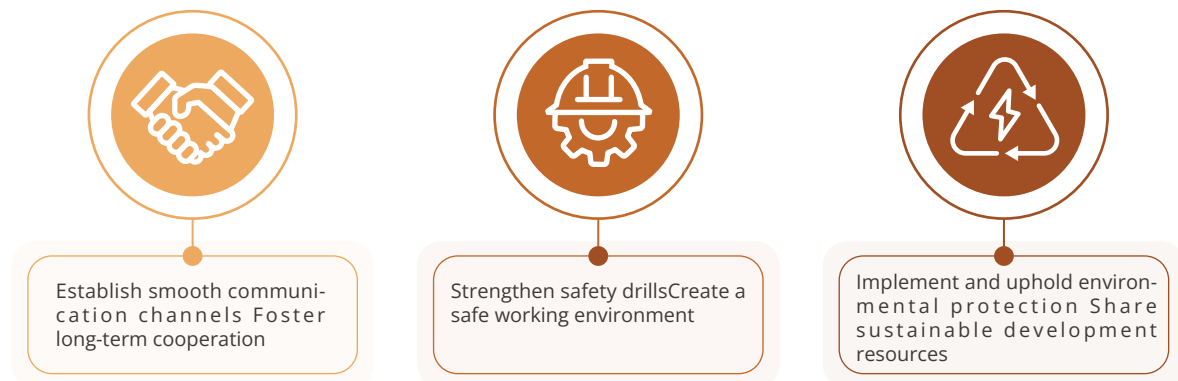 Establish smooth communi-
cation channels Foster
long-term cooperation
Strengthen safety drillsCreate a
safe working environment
Implement and uphold environ-
mental protection Share
sustainable development
resources